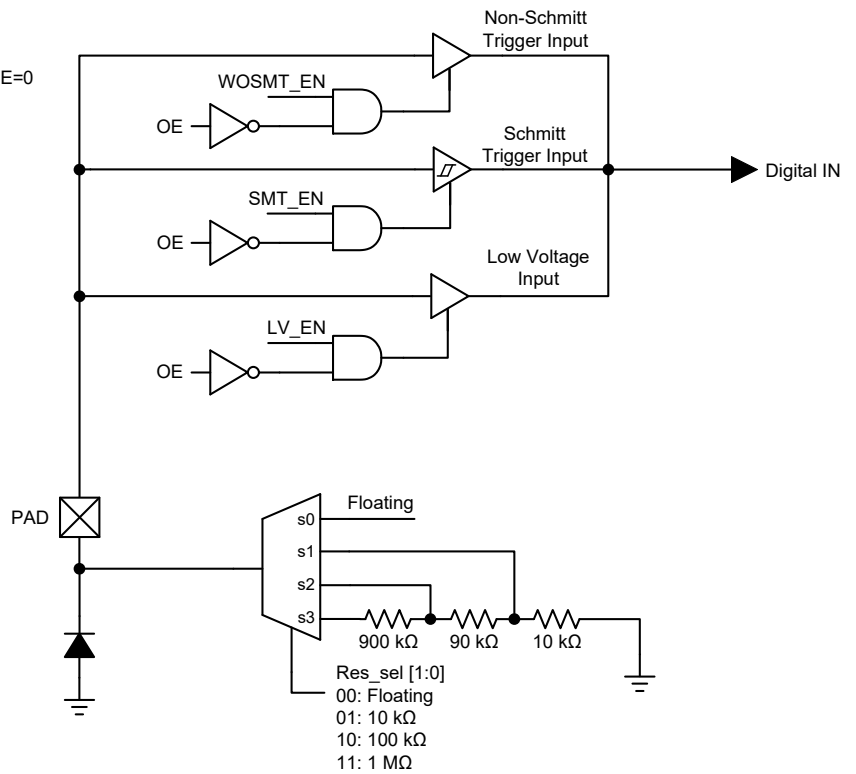 Non-Schmitt
Trigger Input
E=0
WOSMT_EN
OE
Schmitt
Trigger Input
Digital IN
SMT_EN
OE
Low Voltage
Input
LV_EN
OE
PAD
Floating
s0
s1
s2
s3
900 kΩ
90 kΩ
10 kΩ
Res_sel [1:0]
00: Floating
01: 10 kΩ
10: 100 kΩ
11: 1 MΩ